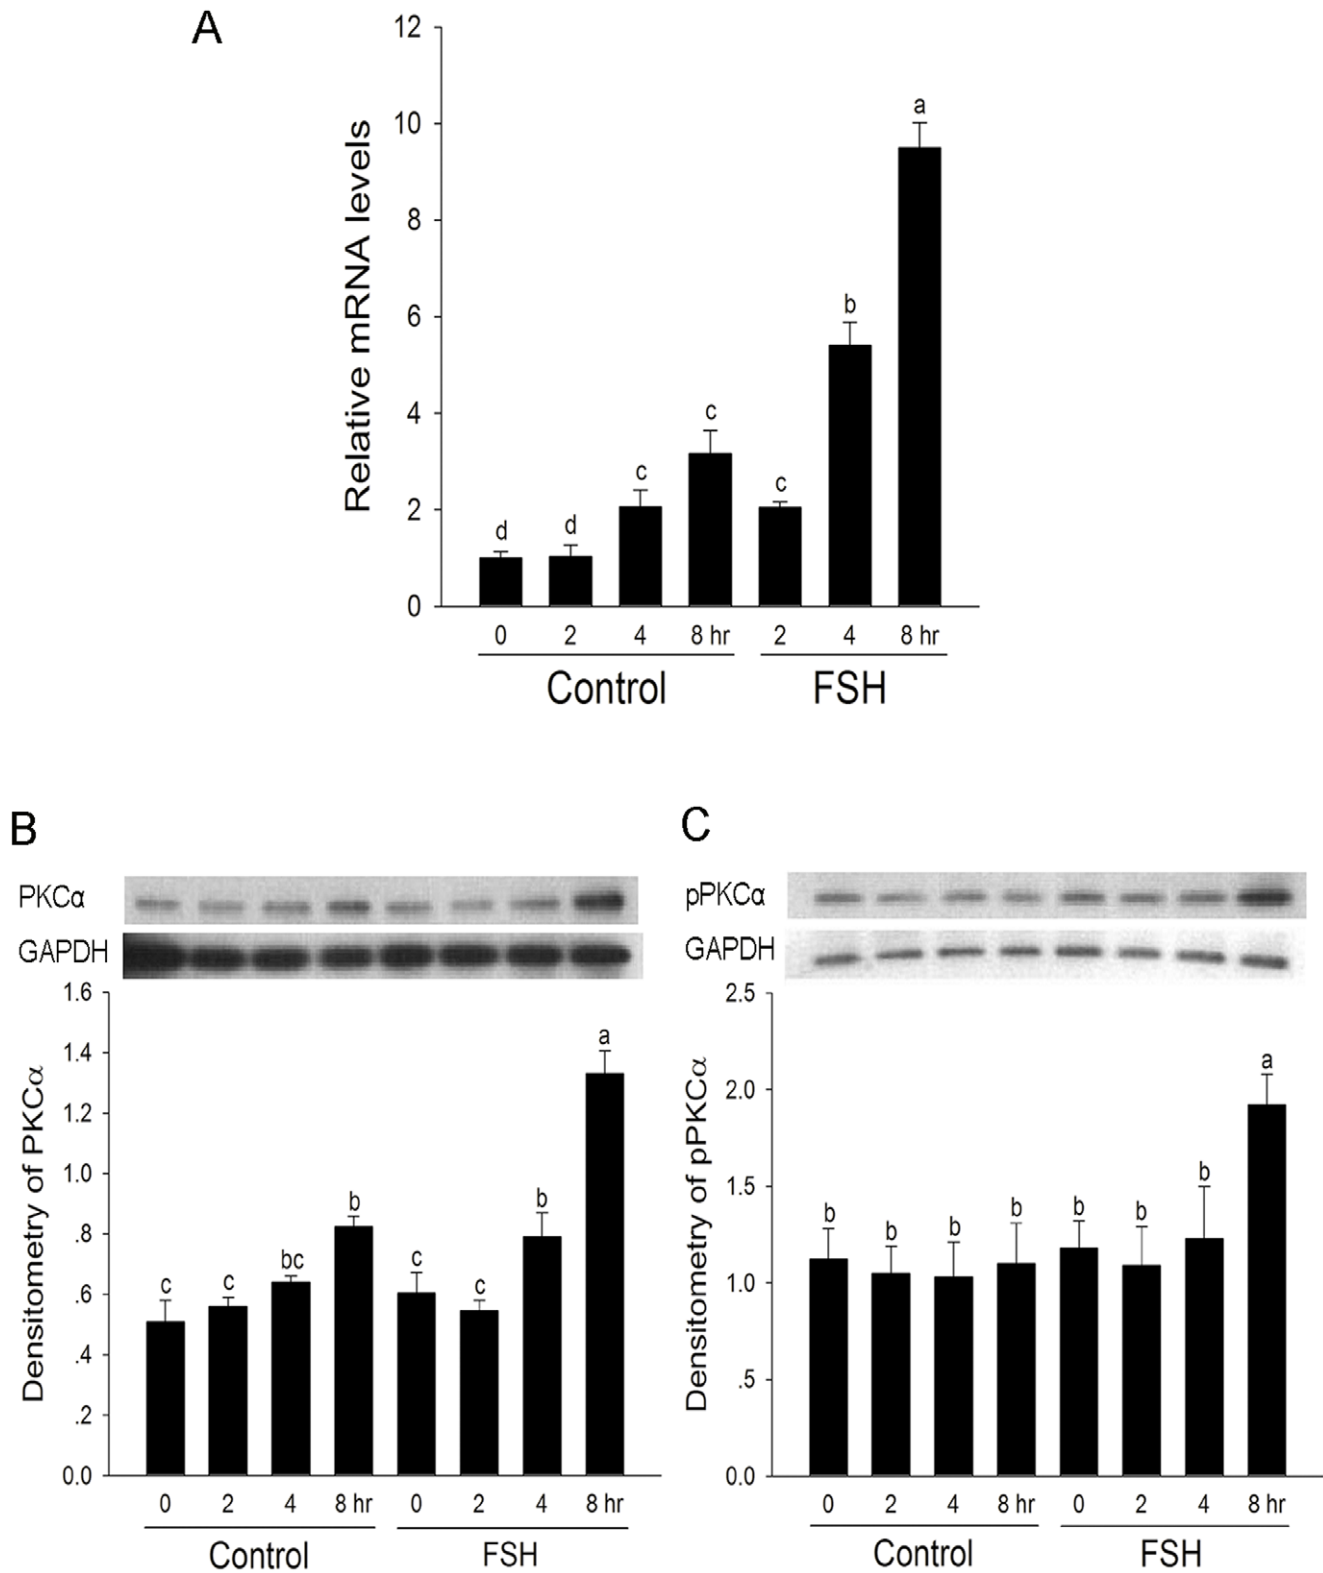 A
Relative mRNA levels
12
10
8
6
4
2
0
d d c c c b a
0 2 4 8 hr 2 4 8 hr
Control FSH
B
PKCα
GAPDH
Densitometry of PKCα
1.6
1.4
1.2
1.0
.8
.6
.4
.2
0.0
c c bc b c c b a
0 2 4 8 hr 0 2 4 8 hr
Control FSH
C
pPKCα
GAPDH
Densitometry of pPKCα
2.5
2.0
1.5
1.0
.5
0.0
b b b b b b b a
0 2 4 8 hr 0 2 4 8 hr
Control FSH